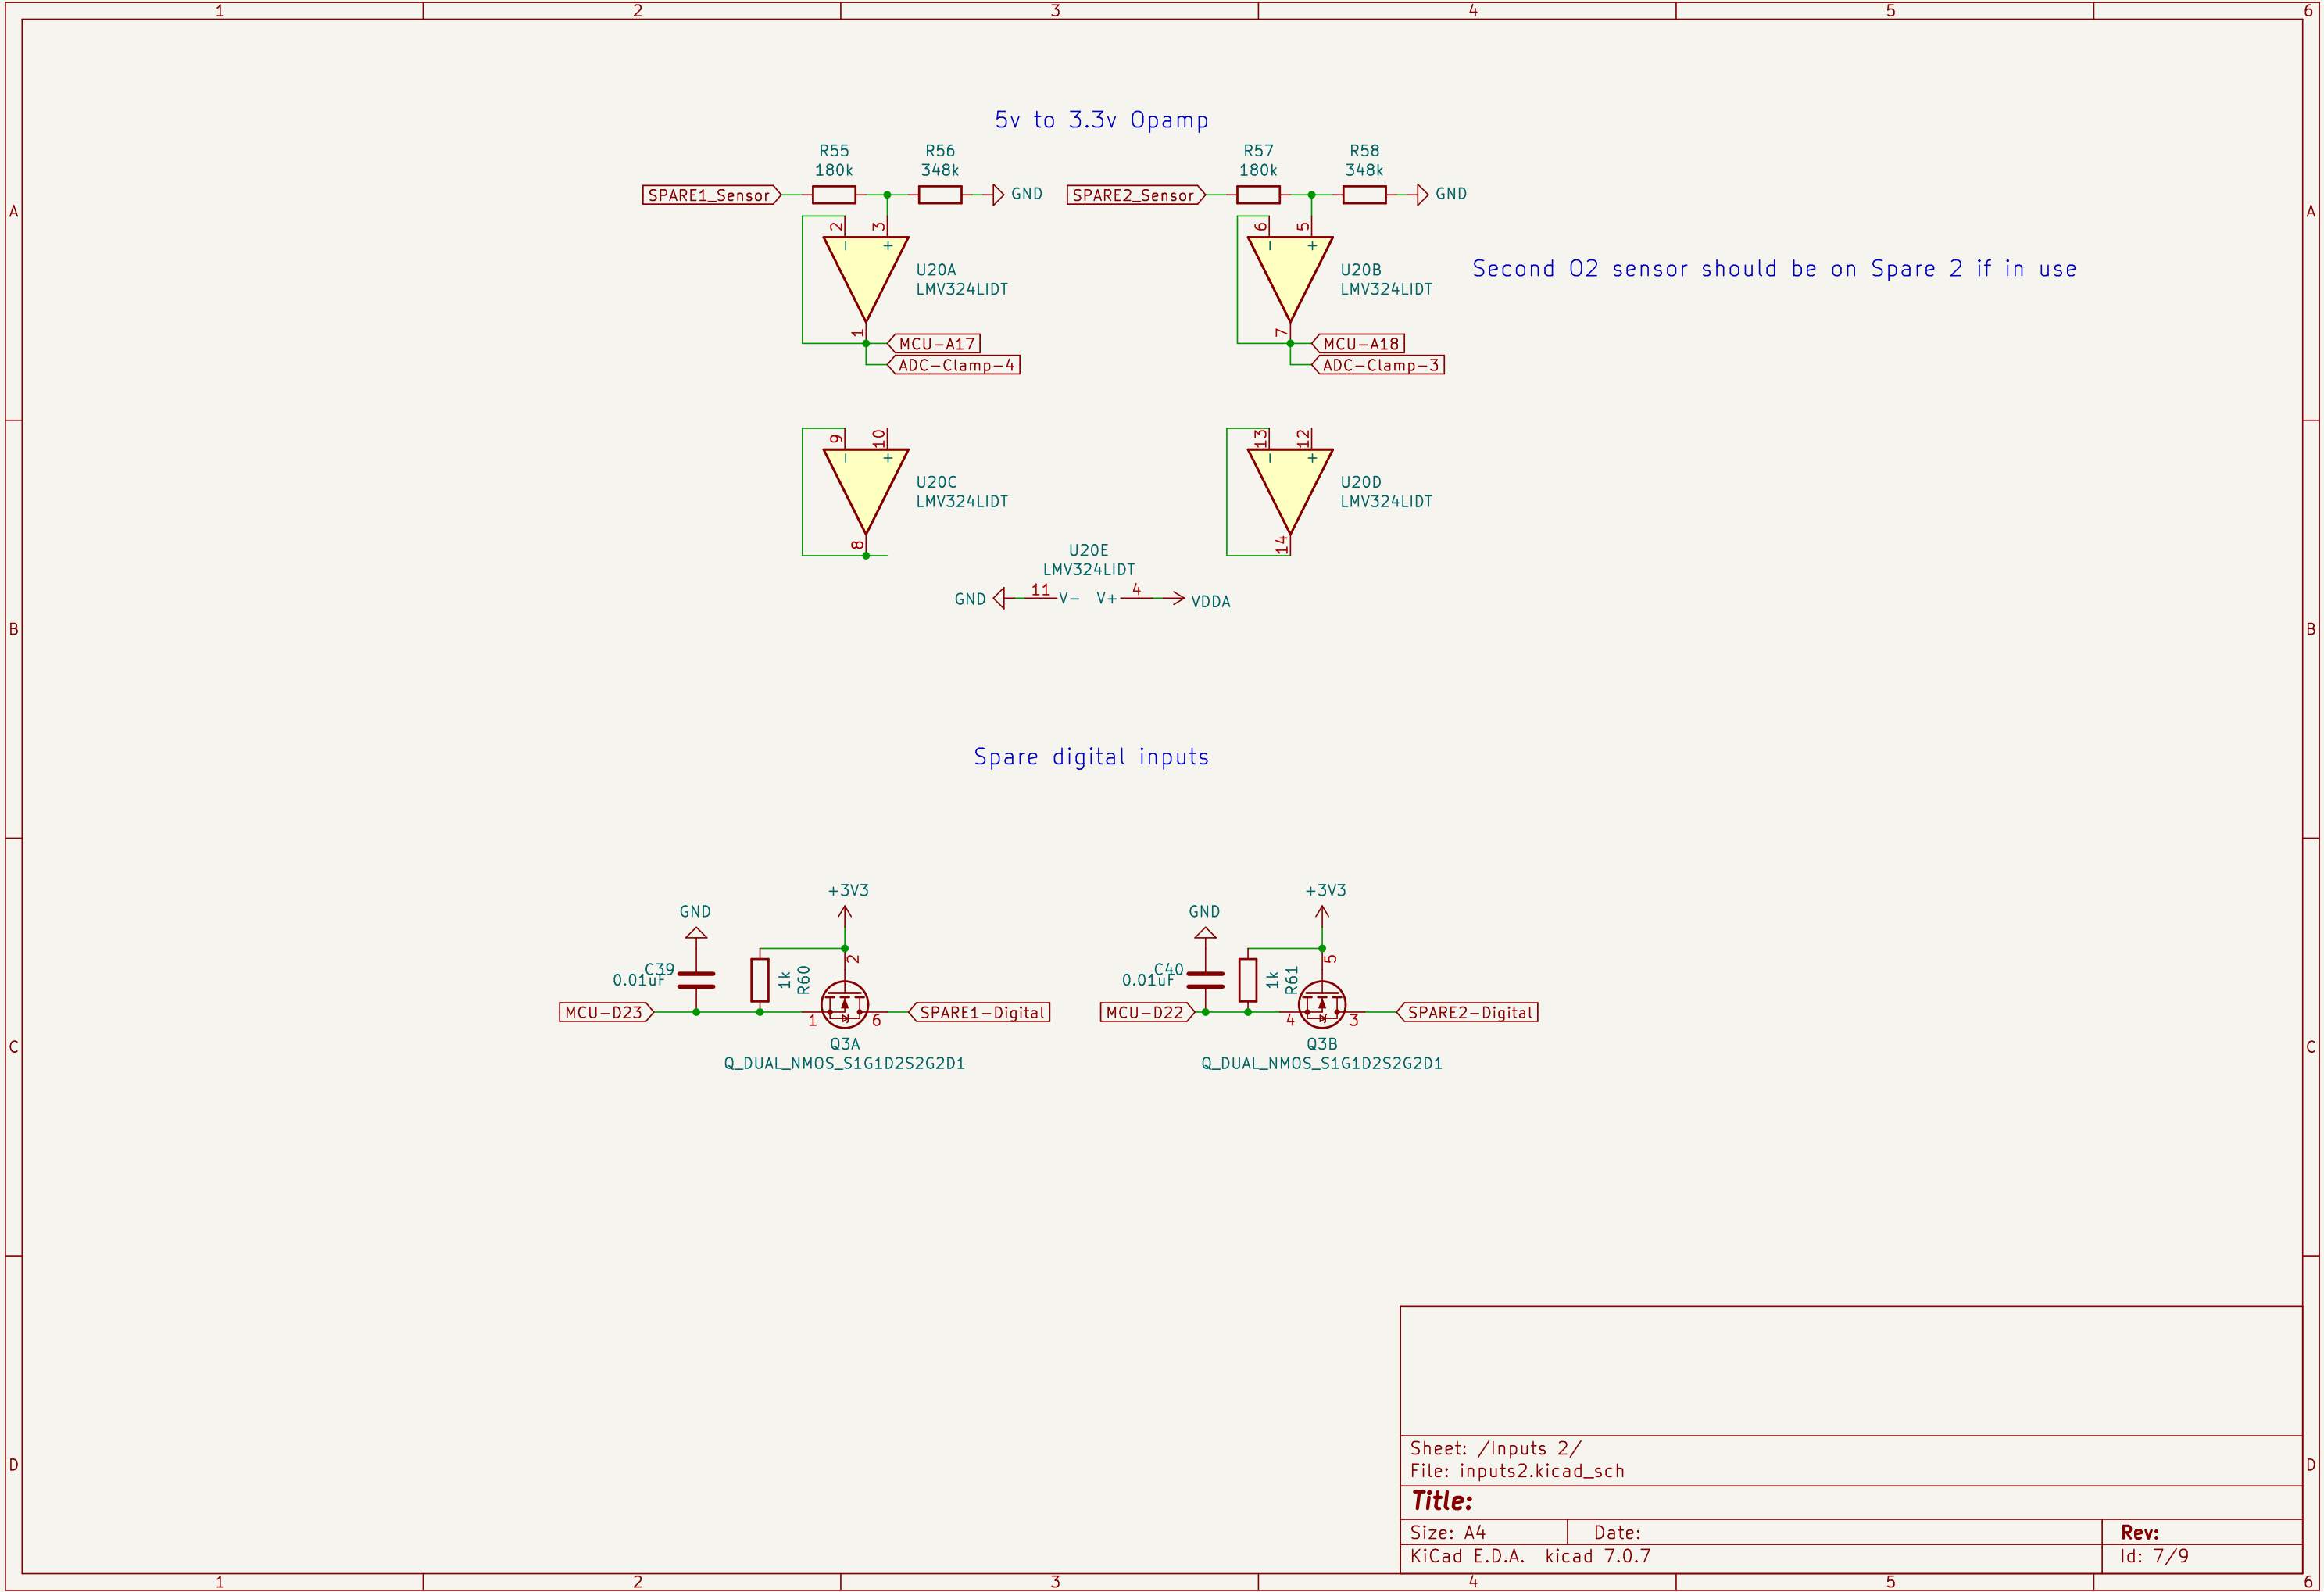 1 2 3 4 5 6
5v to 3.3v Opamp
R55 R56 R57 R58
180k 348k 180k 348k
SPARE1_Sensor GND SPARE2_Sensor GND
A A
2 3 6 5
- + - +
U20A U20B
LMV324LIDT LMV324LIDT
Second O2 sensor should be on Spare 2 if in use
1 7
MCU-A17 MCU-A18
ADC-Clamp-4 ADC-Clamp-3
9 10 13 12
- + - +
U20C U20D
LMV324LIDT LMV324LIDT
8 14
U20E
LMV324LIDT
GND 11 V- V+ 4 VDDA
B B
Spare digital inputs
+3V3 +3V3
GND GND
2 5
C39 1k R60 C40 1k R61
0.01uF 0.01uF
MCU-D23 1 6 SPARE1-Digital MCU-D22 4 3 SPARE2-Digital
Q3A Q3B
Q_DUAL_NMOS_S1G1D2S2G2D1 Q_DUAL_NMOS_S1G1D2S2G2D1
C C
Sheet: /Inputs 2/
File: inputs2.kicad_sch
D D
Title:
Size: A4 Date: Rev:
KiCad E.D.A. kicad 7.0.7 Id: 7/9
1 2 3 4 5 6